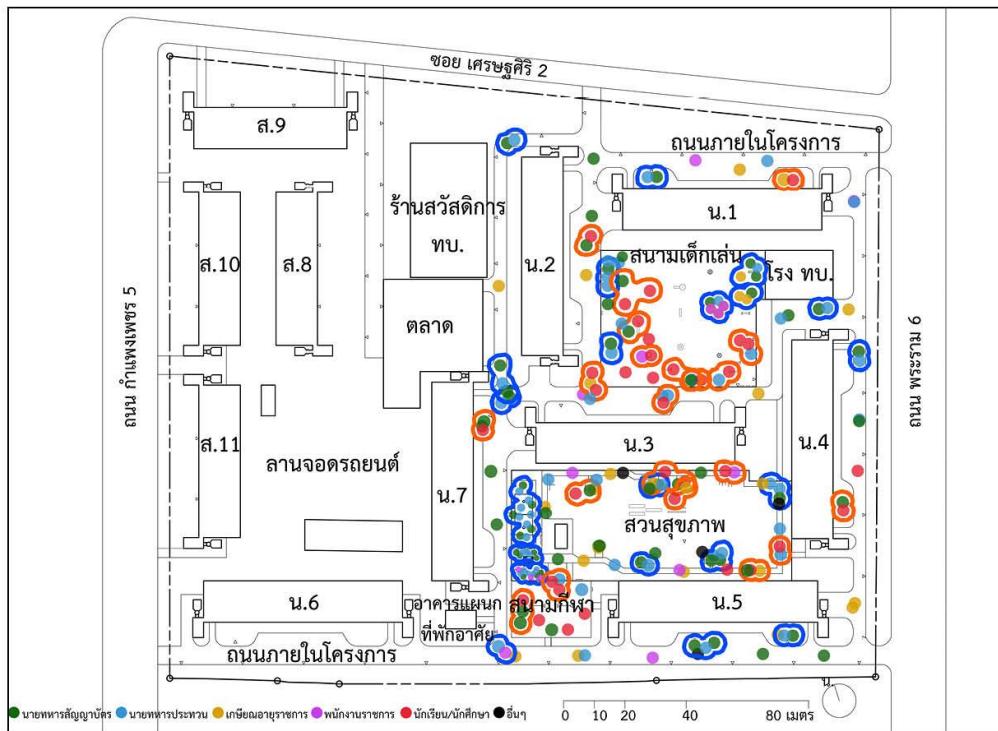 ซอย เศรษฐศิริ 2
ส.9
ถนนภายในโครงการ
ร้านสวัสดิการ
ทบ.
น.1
สนามเด็กเล่น
โรง ทบ.
ส.10
ส.8
น.2
ตลาด
ถนน กำแพงเพชร 5
ถนน พระราม 6
ส.11
ลานจอดรถยนต์
น.7
น.3
น.4
สวนสุขภาพ
น.6
อาคารแผนก
ที่พักอาศัย
สนามกีฬา
น.5
ถนนภายในโครงการ
น.
นายทหารสัญญาบัตร นายทหารประทวน เกษียณอายุราชการ พนักงานราชการ นักเรียน/นักศึกษา อื่นๆ
0 10 20 40 80 เมตร